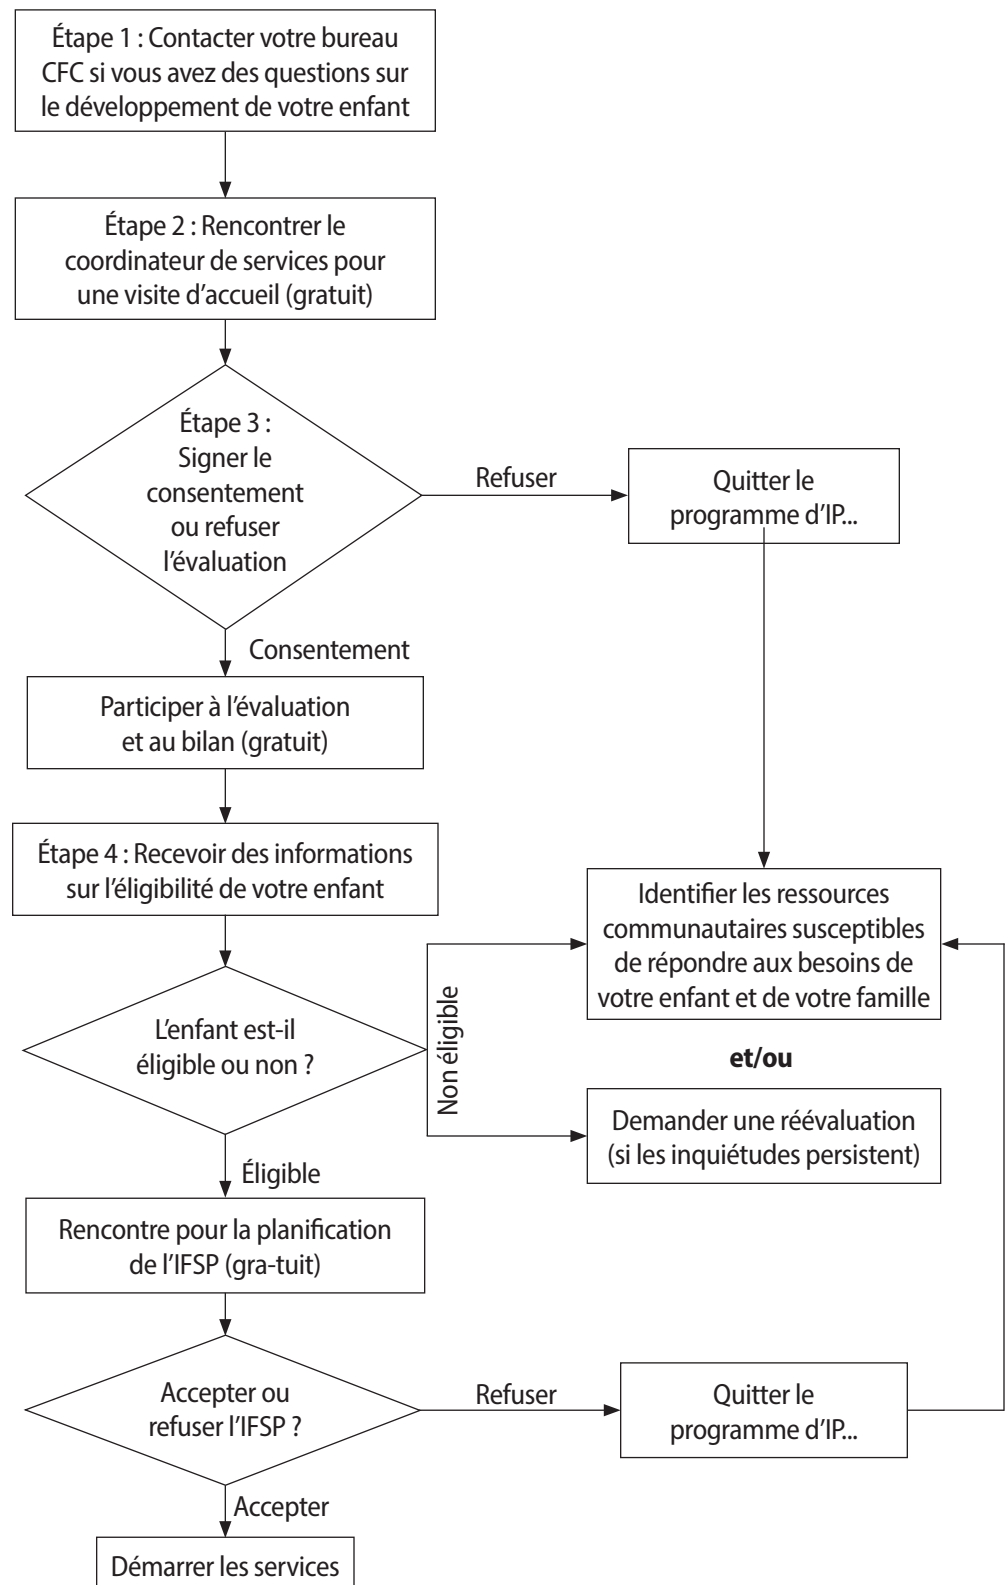 Étape 1 : Contacter votre bureau
CFC si vous avez des questions sur
le développement de votre enfant
Étape 2 : Rencontrer le
coordinateur de services pour
une visite d'accueil (gratuit)
Étape 3 :
Signer le
consentement
ou refuser
l'évaluation
Refuser
Quitter le
programme d'IP...
Consentement
Participer à l'évaluation
et au bilan (gratuit)
Étape 4 : Recevoir des informations
sur l'éligibilité de votre enfant
Identifier les ressources
communautaires susceptibles
de répondre aux besoins de
votre enfant et de votre famille
L'enfant est-il
éligible ou non ?
Non éligible
et/ou
Demander une réévaluation
(si les inquiétudes persistent)
Éligible
Rencontre pour la planification
de l'IFSP (gra-tuit)
Accepter ou
refuser l'IFSP ?
Refuser
Quitter le
programme d'IP...
Accepter
Démarrer les services